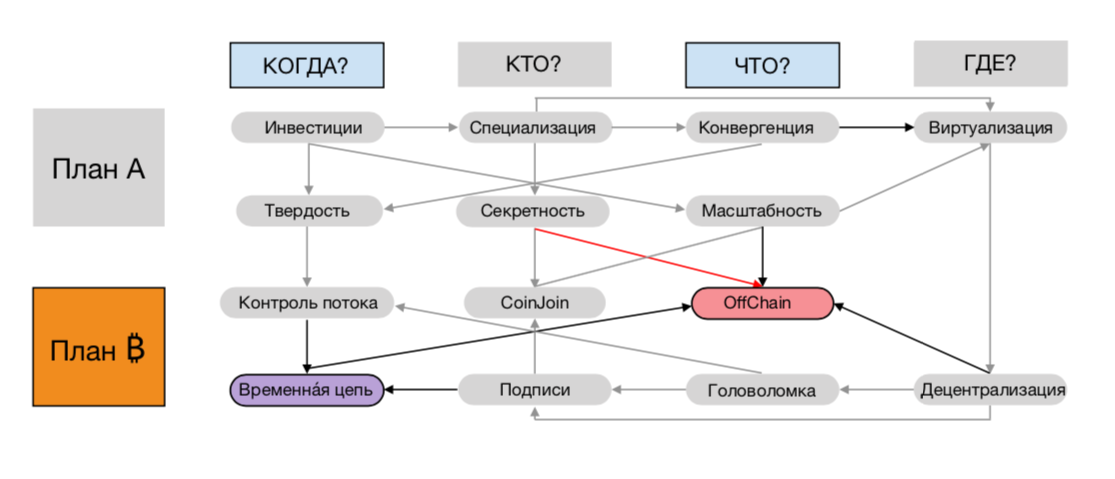 КОГДА?
КТО?
ЧТО?
ГДЕ?
План А
Инвестиции
Специализация
Конвергенция
Виртуализация
Твердость
Секретность
Масштабность
План ₿
Контроль потока
CoinJoin
OffChain
Временна́я цепь
Подписи
Головоломка
Децентрализация